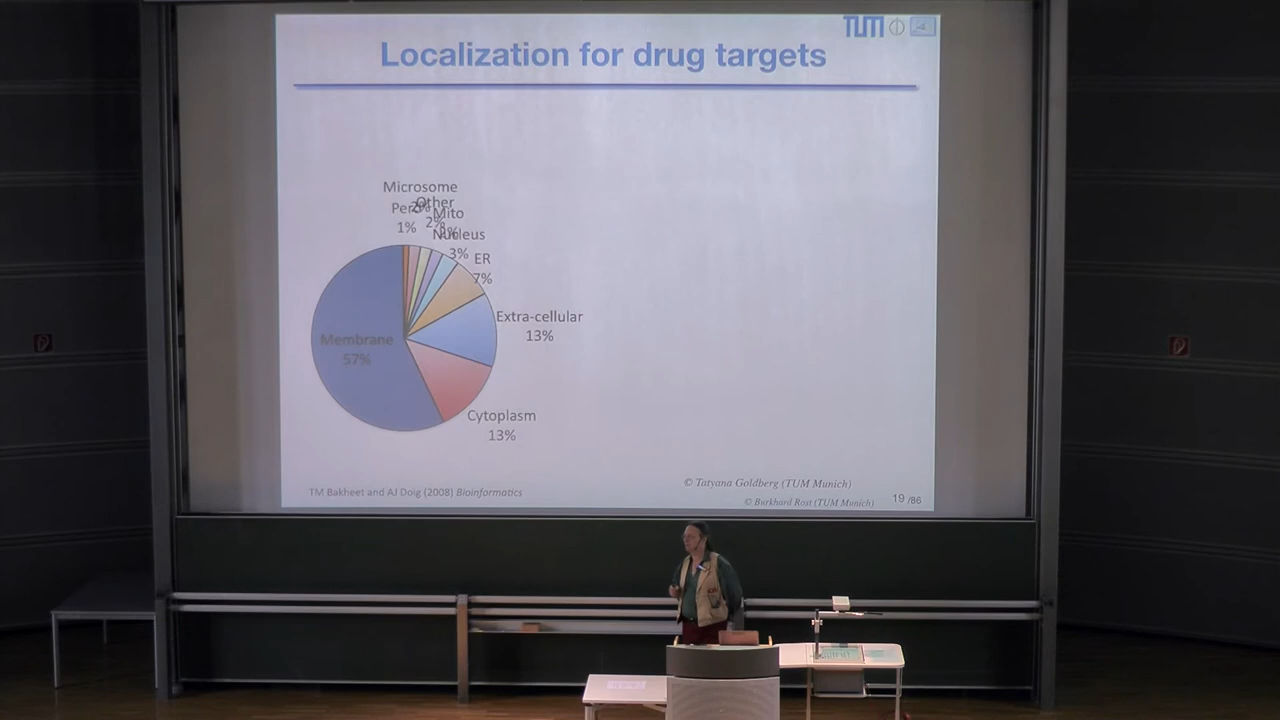 TUM
Localization for drug targets
Microsome
2%
Other
2%
Pero
1%
Mito
Nucleus
3%
ER
7%
Extra-cellular
13%
Membrane
57%
Cytoplasm
13%
TM Bakheet and AJ Doig (2008) Bioinformatics
© Tatyana Goldberg (TUM Munich)
© Burkhard Rost (TUM Munich)
19 /86